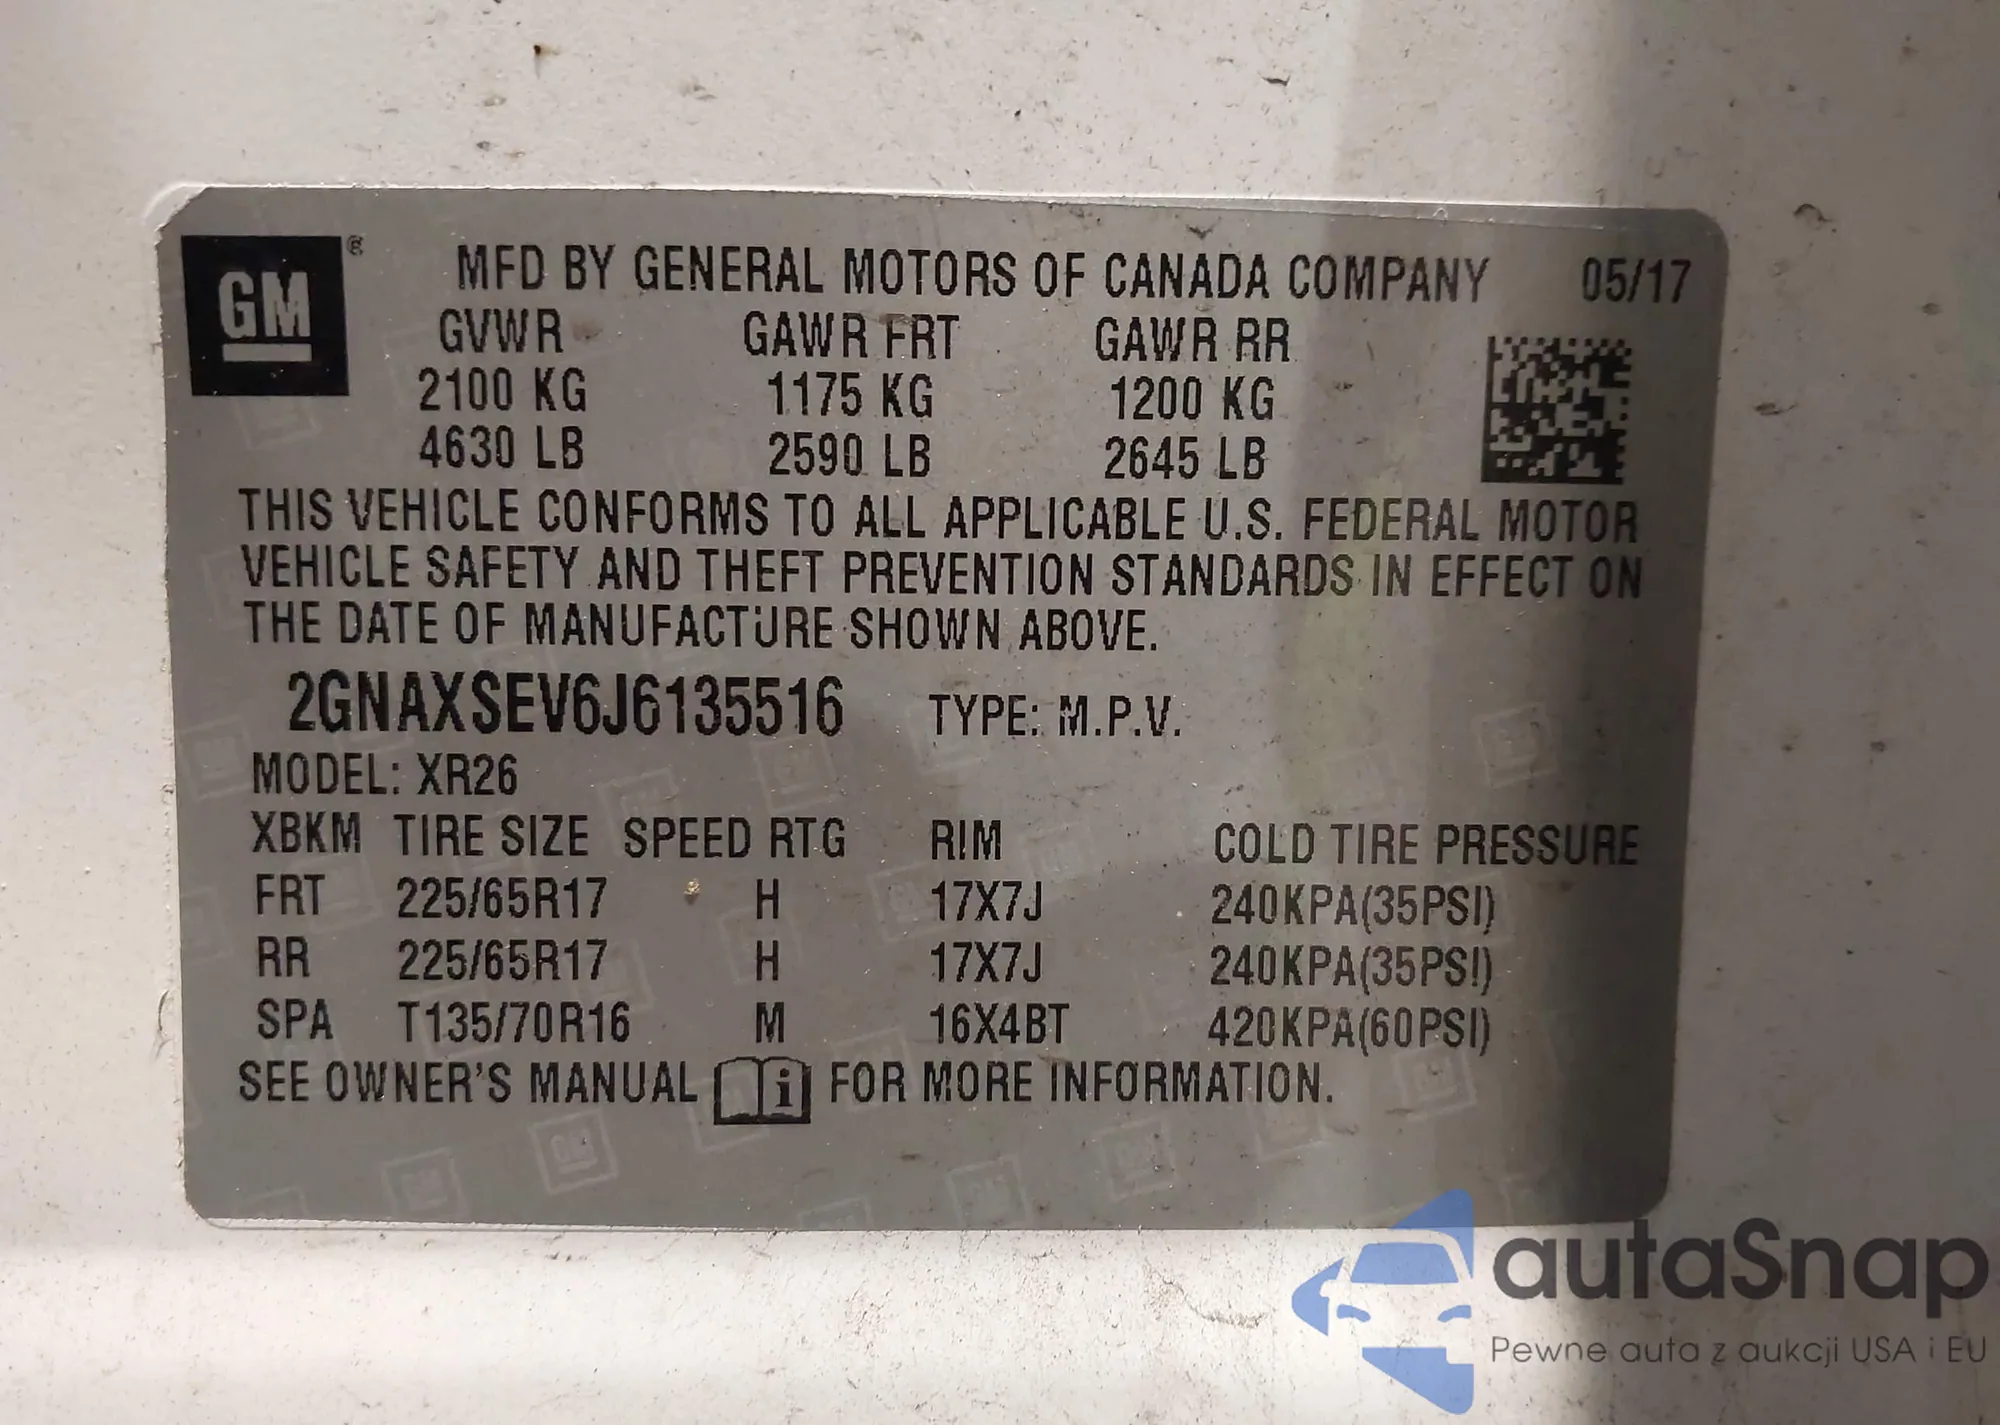 GM ® MFD BY GENERAL MOTORS OF CANADA COMPANY 05/17
GVWR GAWR FRT GAWR RR
2100 KG 1175 KG 1200 KG
4630 LB 2590 LB 2645 LB
THIS VEHICLE CONFORMS TO ALL APPLICABLE U.S. FEDERAL MOTOR
VEHICLE SAFETY AND THEFT PREVENTION STANDARDS IN EFFECT ON
THE DATE OF MANUFACTURE SHOWN ABOVE.
2GNAXSEV6J6135516 TYPE: M.P.V.
MODEL: XR26
XBKM TIRE SIZE SPEED RTG RIM COLD TIRE PRESSURE
FRT 225/65R17 H 17X7J 240KPA(35PSI)
RR 225/65R17 H 17X7J 240KPA(35PSI)
SPA T135/70R16 M 16X4BT 420KPA(60PSI)
SEE OWNER'S MANUAL i FOR MORE INFORMATION.
autaSnap
Pewne auta z aukcji USA i EU